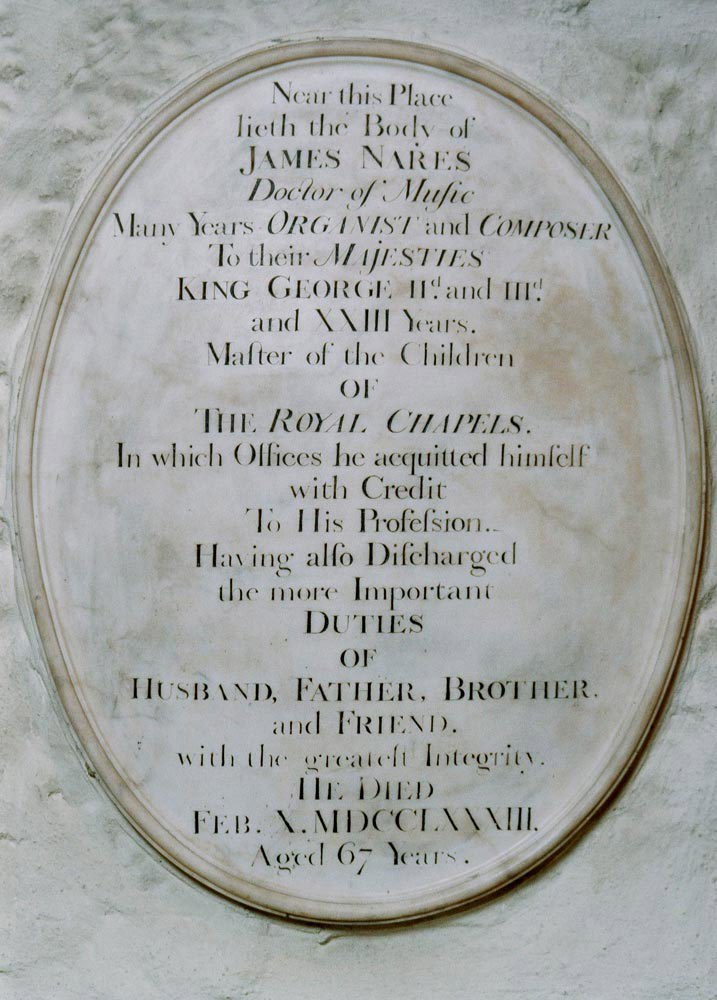 Near this Place
lieth the Body of
JAMES NARES
Doctor of Muſic
Many Years ORGANIST and COMPOSER
To their MAJESTIES
KING GEORGE IId. and IIId.
and XXIII Years.
Maſter of the Children
OF
THE ROYAL CHAPELS.
In which Offices he acquitted himſelf
with Credit
To His Profeſsion.
Having alſo Diſcharged
the more Important
DUTIES
OF
HUSBAND, FATHER, BROTHER,
and FRIEND.
with the greateſt Integrity.
HE DIED
FEB. X. MDCCLXXXIII.
Aged 67 Years.